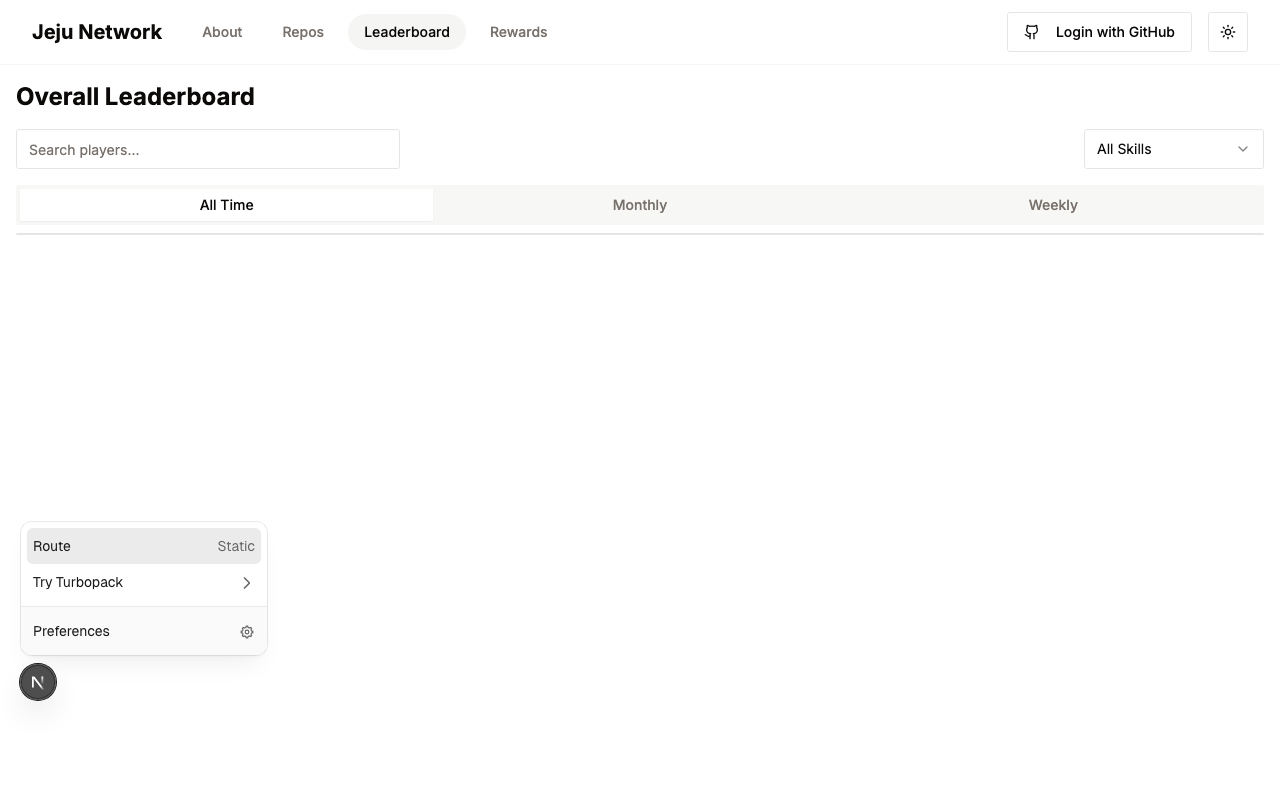 Jeju Network
About
Repos
Leaderboard
Rewards
Login with GitHub
Overall Leaderboard
Search players...
All Skills
All Time
Monthly
Weekly
Route
Static
Try Turbopack
Preferences
N